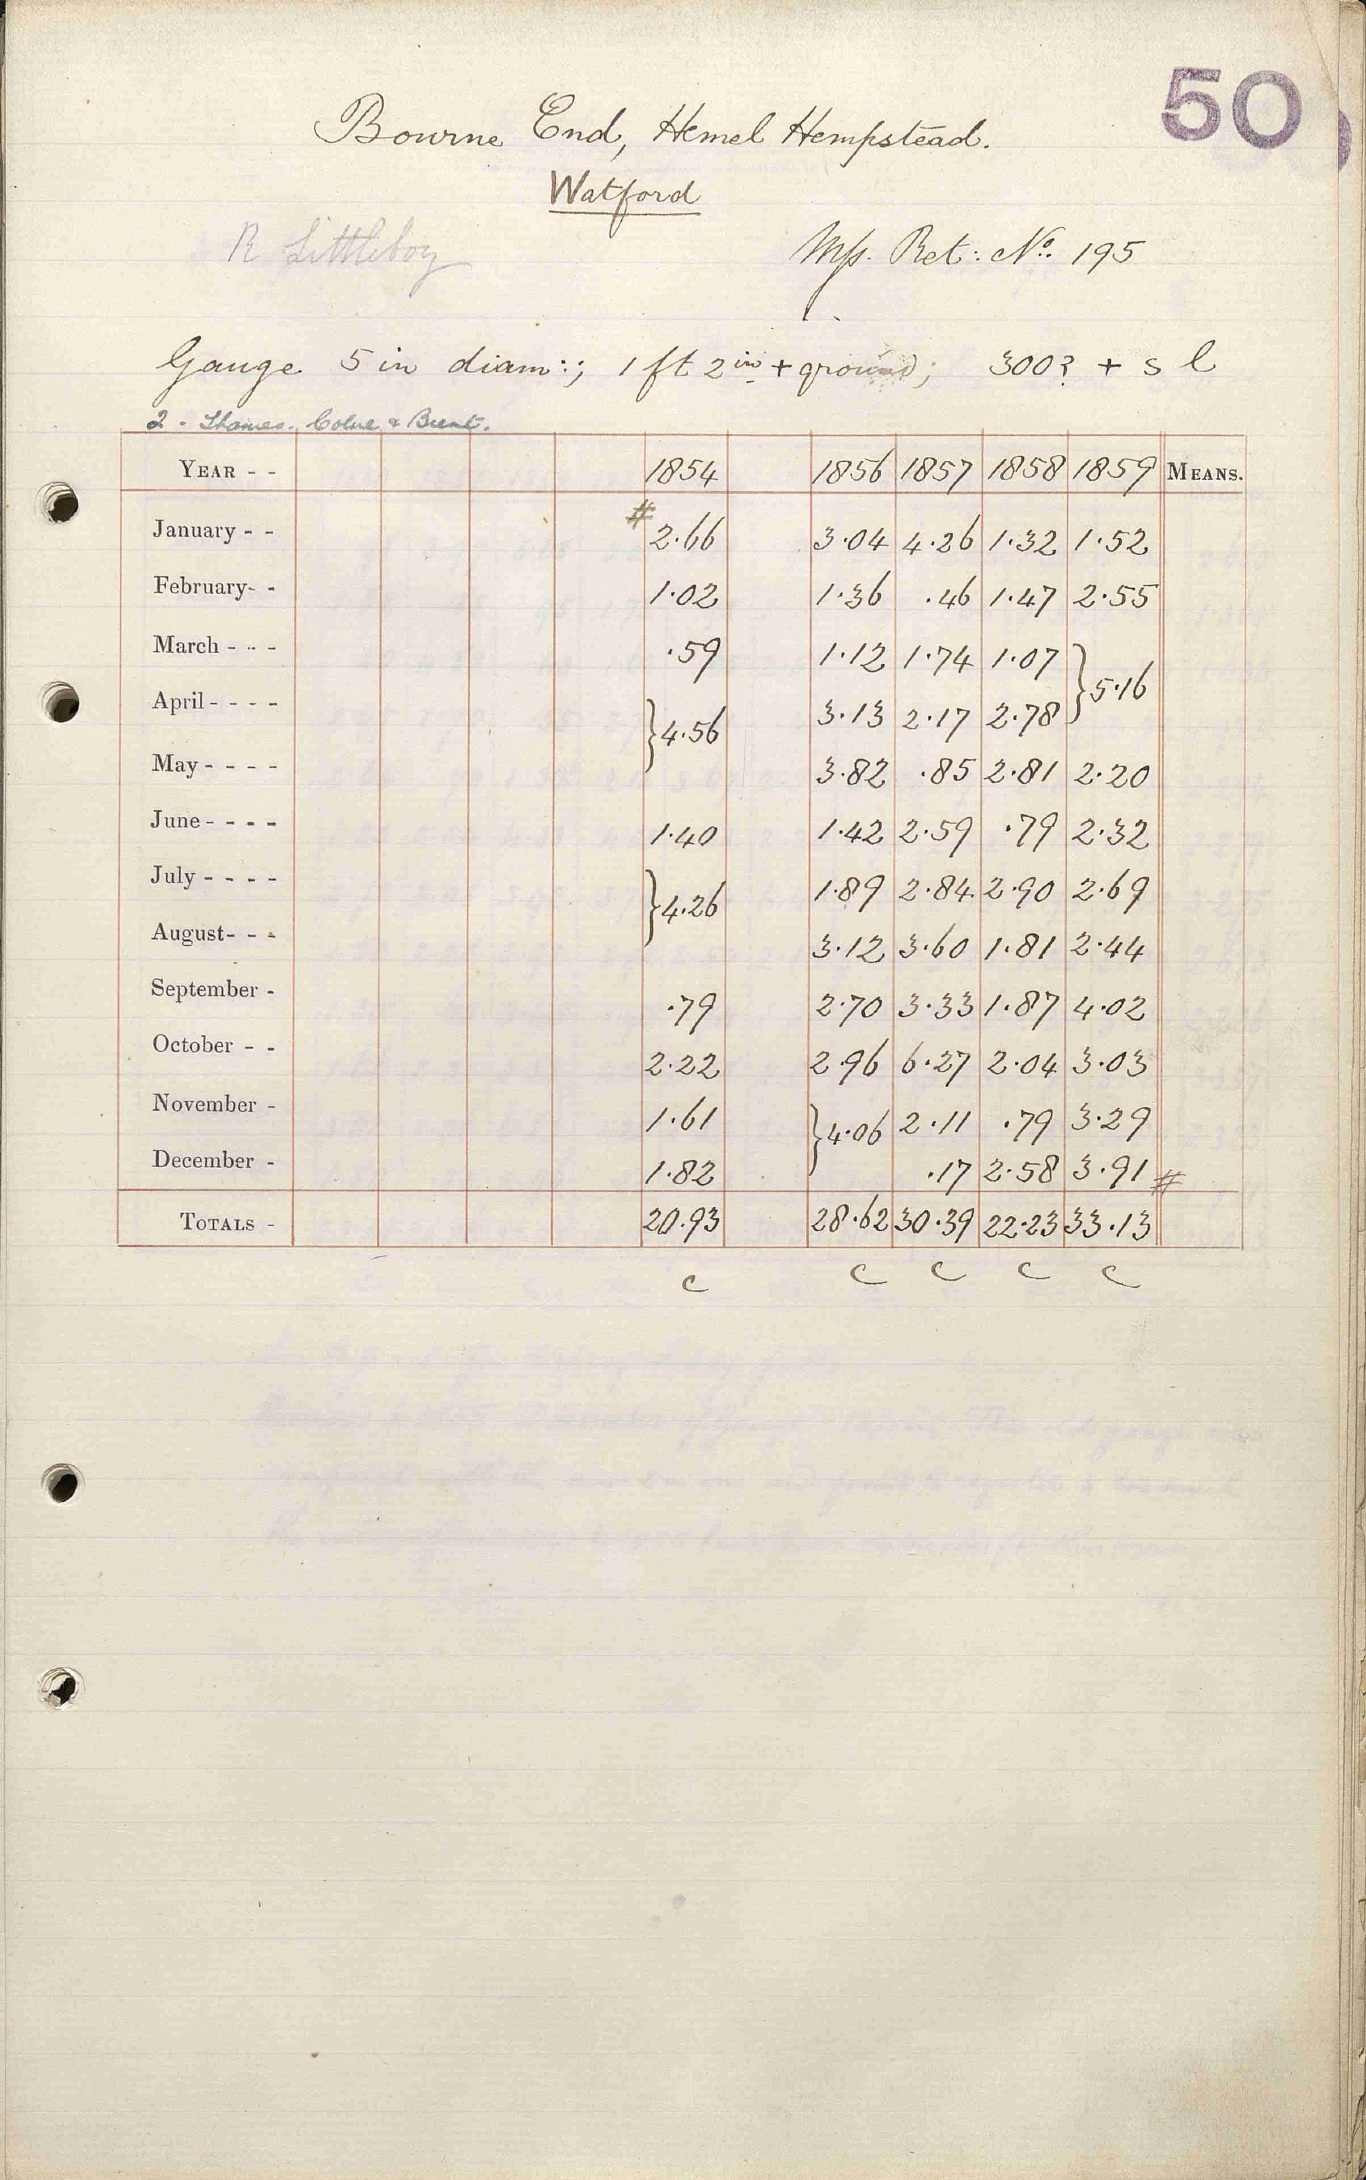 50
Bourne End, Hemel Hempstead.
Watford
R Littleboy
Mss. Ret: No. 195
Gauge 5 in diam:; 1 ft 2 in + ground; 300? + s l
2 - Thames, Colne & Brent.
YEAR - - 1854 1856 1857 1858 1859 MEANS.
January - - # 2.66 3.04 4.26 1.32 1.52
February- - 1.02 1.36 .46 1.47 2.55
March - - - .59 1.12 1.74 1.07 } 5.16
April - - - - } 4.56 3.13 2.17 2.78
May - - - - 3.82 .85 2.81 2.20
June - - - - 1.40 1.42 2.59 .79 2.32
July - - - - } 4.26 1.89 2.84 2.90 2.69
August- - - 3.12 3.60 1.81 2.44
September - .79 2.70 3.33 1.87 4.02
October - - 2.22 2.96 6.27 2.04 3.03
November - 1.61 } 4.06 2.11 .79 3.29
December - 1.82 .17 2.58 3.91 #
TOTALS - 20.93 28.62 30.39 22.23 33.13
c c c c c